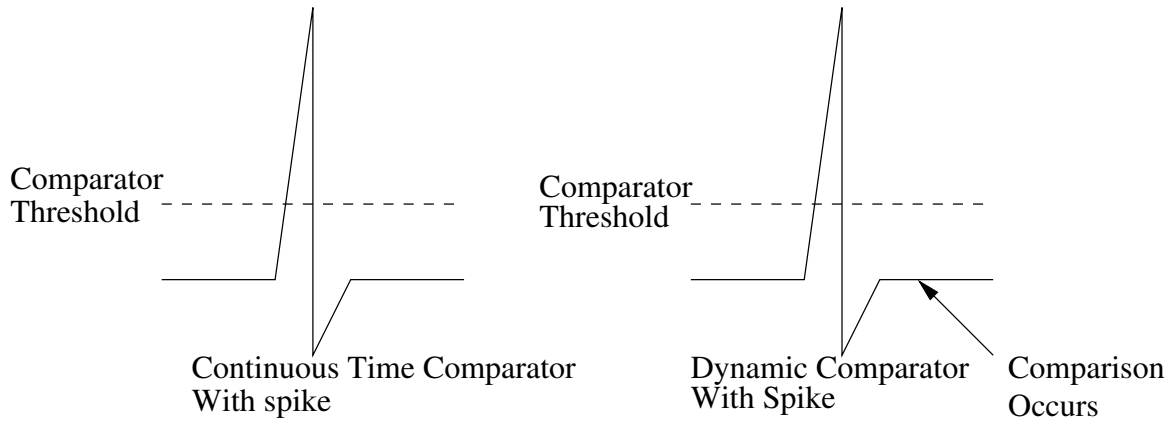 Comparator
Threshold
Continuous Time Comparator
With spike
Comparator
Threshold
Dynamic Comparator
With Spike
Comparison
Occurs